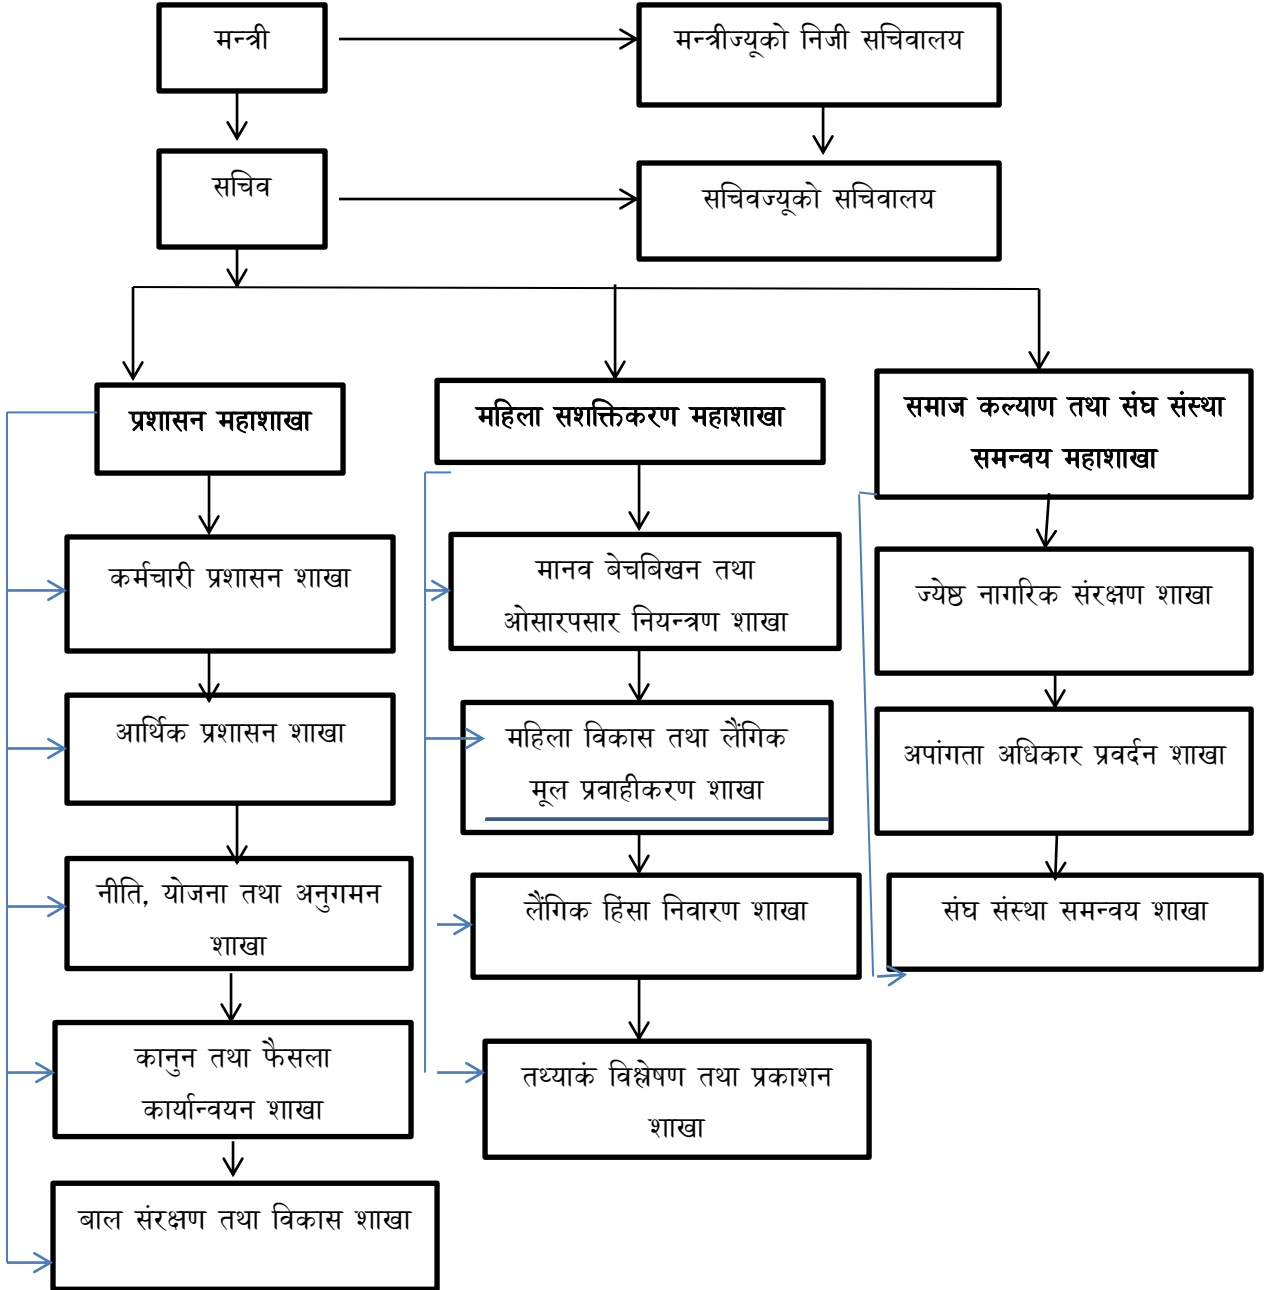 मन्त्री
मन्त्रीज्यूको निजी सचिवालय
सचिव
सचिवज्यूको सचिवालय
प्रशासन महाशाखा
कर्मचारी प्रशासन शाखा
आर्थिक प्रशासन शाखा
नीति, योजना तथा अनुगमन
शाखा
कानुन तथा फैसला
कार्यान्वयन शाखा
बाल संरक्षण तथा विकास शाखा
महिला सशक्तिकरण महाशाखा
मानव बेचबिखन तथा
ओसारपसार नियन्त्रण शाखा
महिला विकास तथा लैंगिक
मूल प्रवाहीकरण शाखा
लैंगिक हिंसा निवारण शाखा
तथ्याकं विश्लेषण तथा प्रकाशन
शाखा
समाज कल्याण तथा संघ संस्था
समन्वय महाशाखा
ज्येष्ठ नागरिक संरक्षण शाखा
अपांगता अधिकार प्रवर्दन शाखा
संघ संस्था समन्वय शाखा